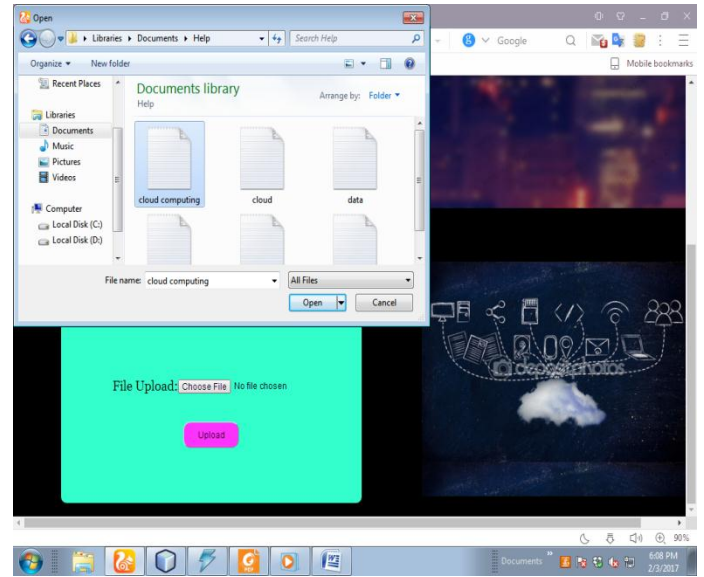 Open
Libraries ▸ Documents ▸ Help
Search Help
Google
Organize
New folder
Mobile bookmarks
Recent Places
Libraries
Documents
Music
Pictures
Videos
Computer
Local Disk (C:)
Local Disk (D:)
Documents library
Help
Arrange by: Folder
cloud computing
cloud
data
File name: cloud computing
All Files
Open
Cancel
depositphotos
File Upload: Choose File No file chosen
Upload
90%
Documents
6:08 PM
2/3/2017